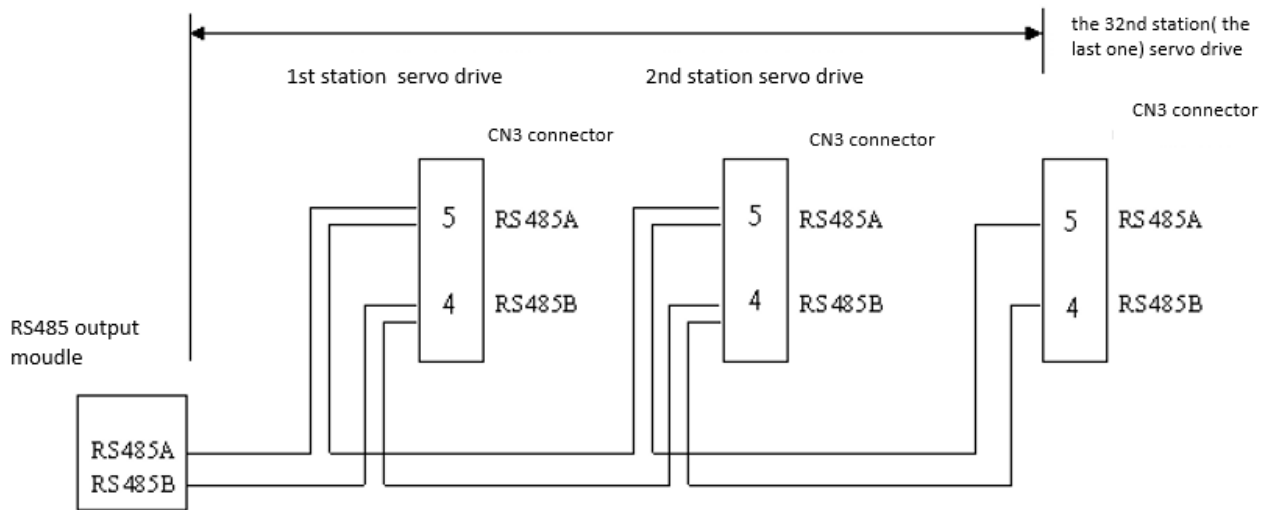 the 32nd station( the
last one) servo drive
1st station servo drive
2nd station servo drive
CN3 connector
CN3 connector
CN3 connector
5
RS485A
5
RS485A
5
RS485A
4
RS485B
4
RS485B
4
RS485B
RS485 output
moudle
RS485A
RS485B